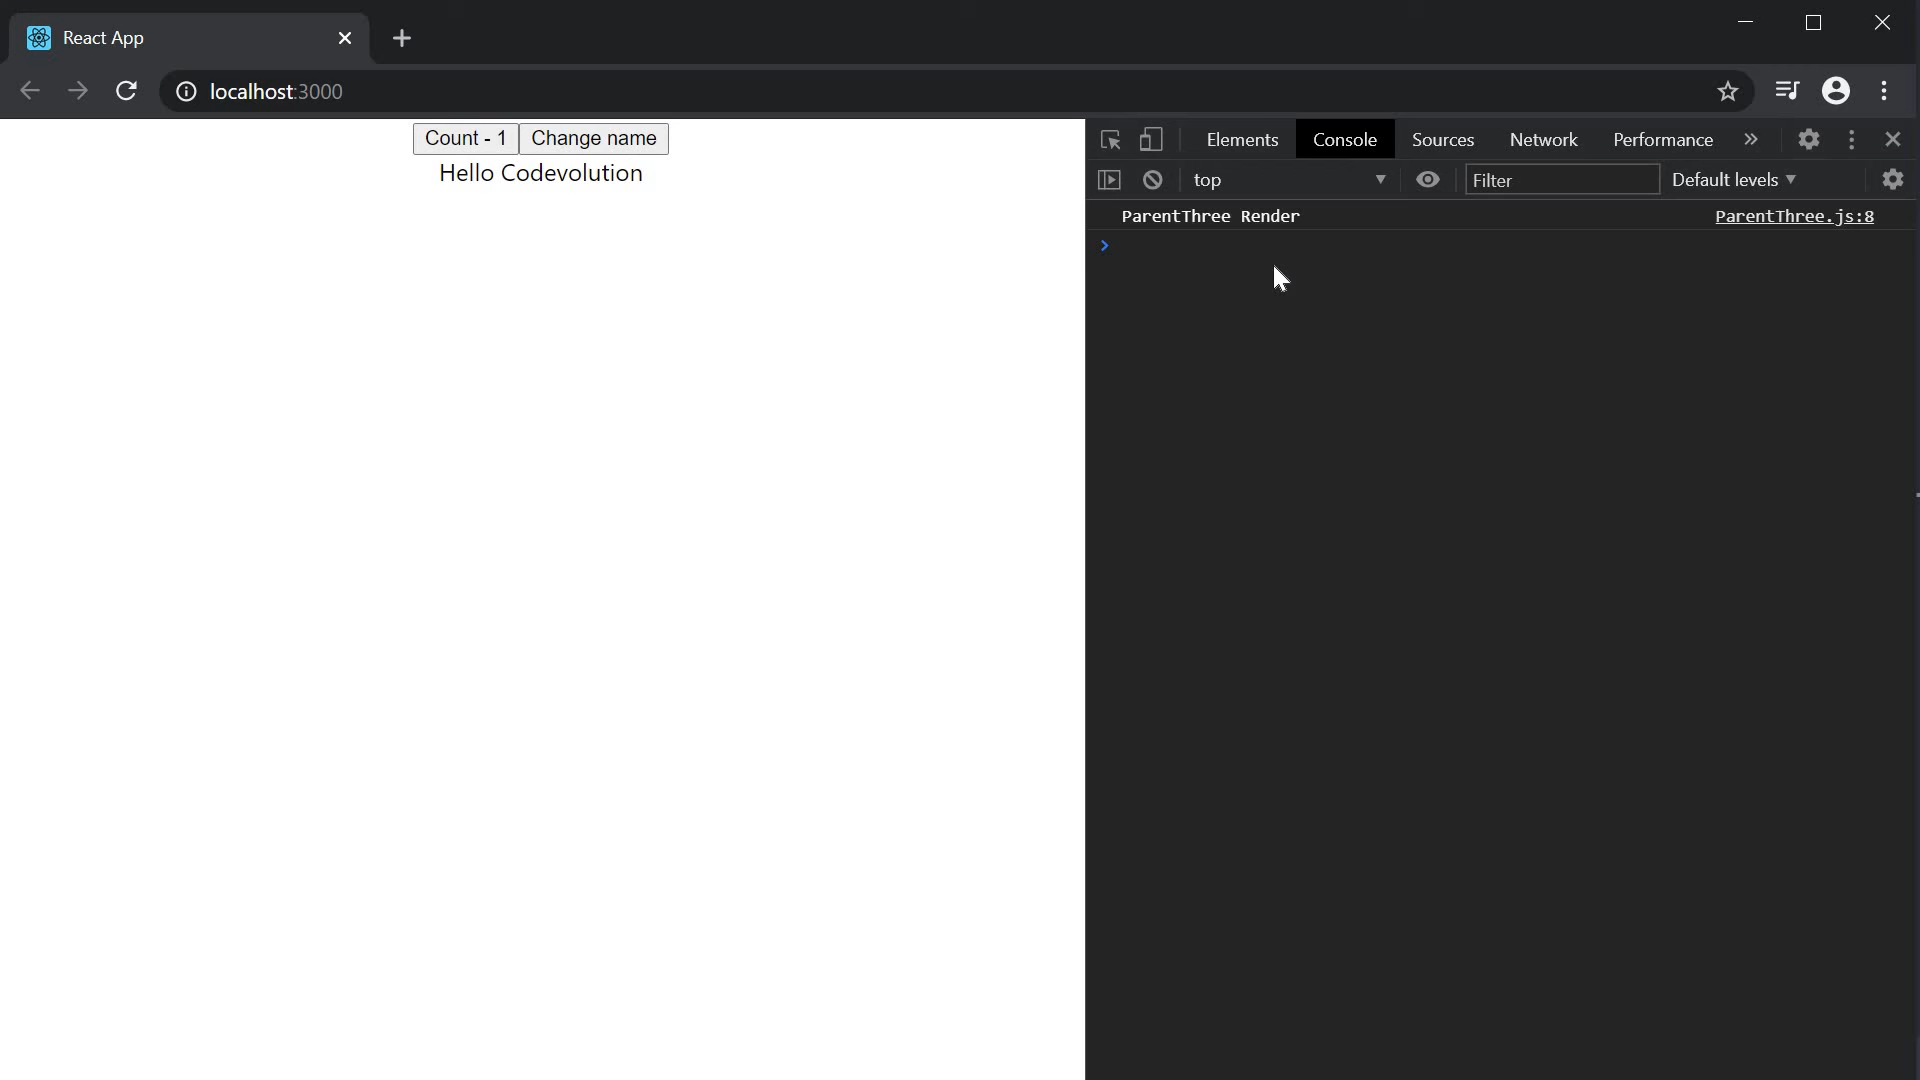 React App
localhost:3000
Count - 1 Change name
Hello Codevolution
Elements Console Sources Network Performance »
top Filter Default levels
ParentThree Render ParentThree.js:8